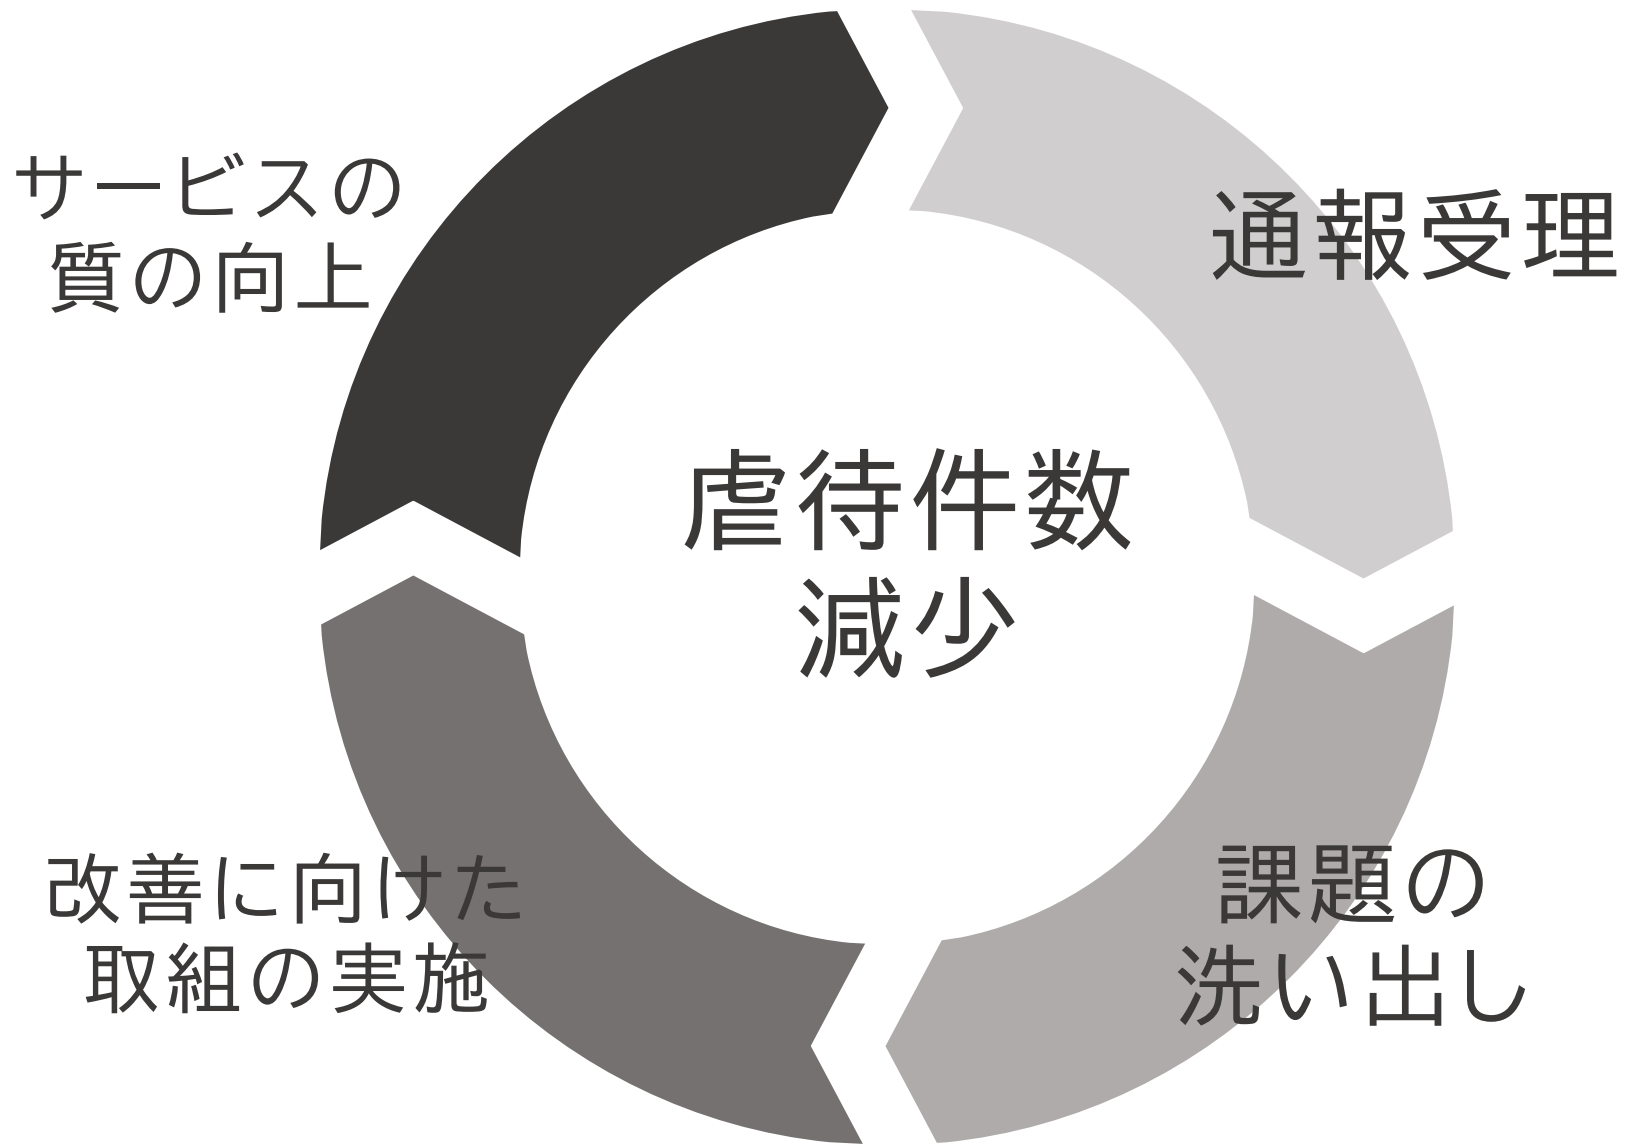 サービスの
質の向上
通報受理
虐待件数
減少
改善に向けた
取組の実施
課題の
洗い出し